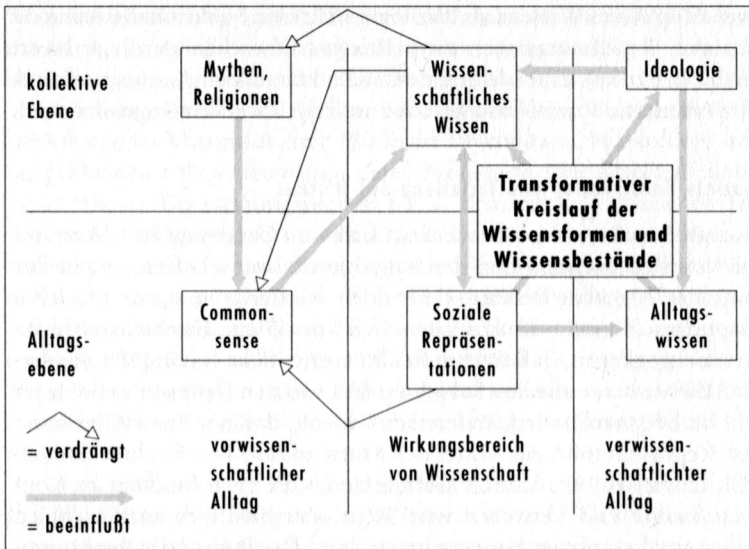 kollektive
Ebene
Mythen,
Religionen
Wissen-
schaftliches
Wissen
Ideologie
Transformativer
Kreislauf der
Wissensformen und
Wissensbestände
Alltags-
ebene
Common-
sense
Soziale
Repräsen-
tationen
Alltags-
wissen
= verdrängt
= beeinflußt
vorwissen-
schaftlicher
Alltag
Wirkungsbereich
von Wissenschaft
verwissen-
schaftlicher
Alltag